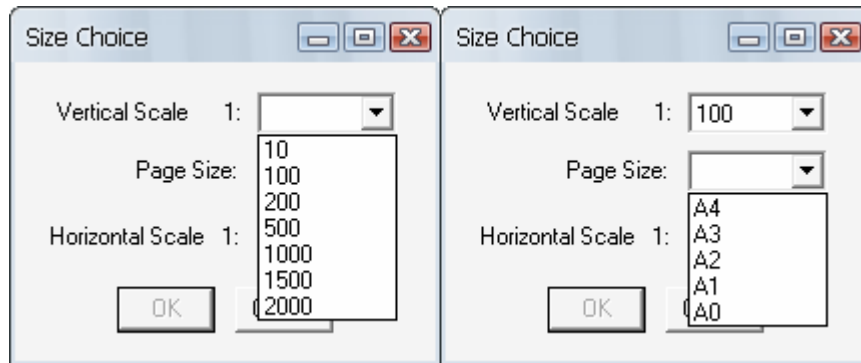 Size Choice
Vertical Scale 1:
10
100
200
500
1000
1500
2000
Page Size:
Horizontal Scale 1:
OK
Size Choice
Vertical Scale 1: 100
Page Size:
A4
A3
A2
A1
A0
Horizontal Scale 1:
OK